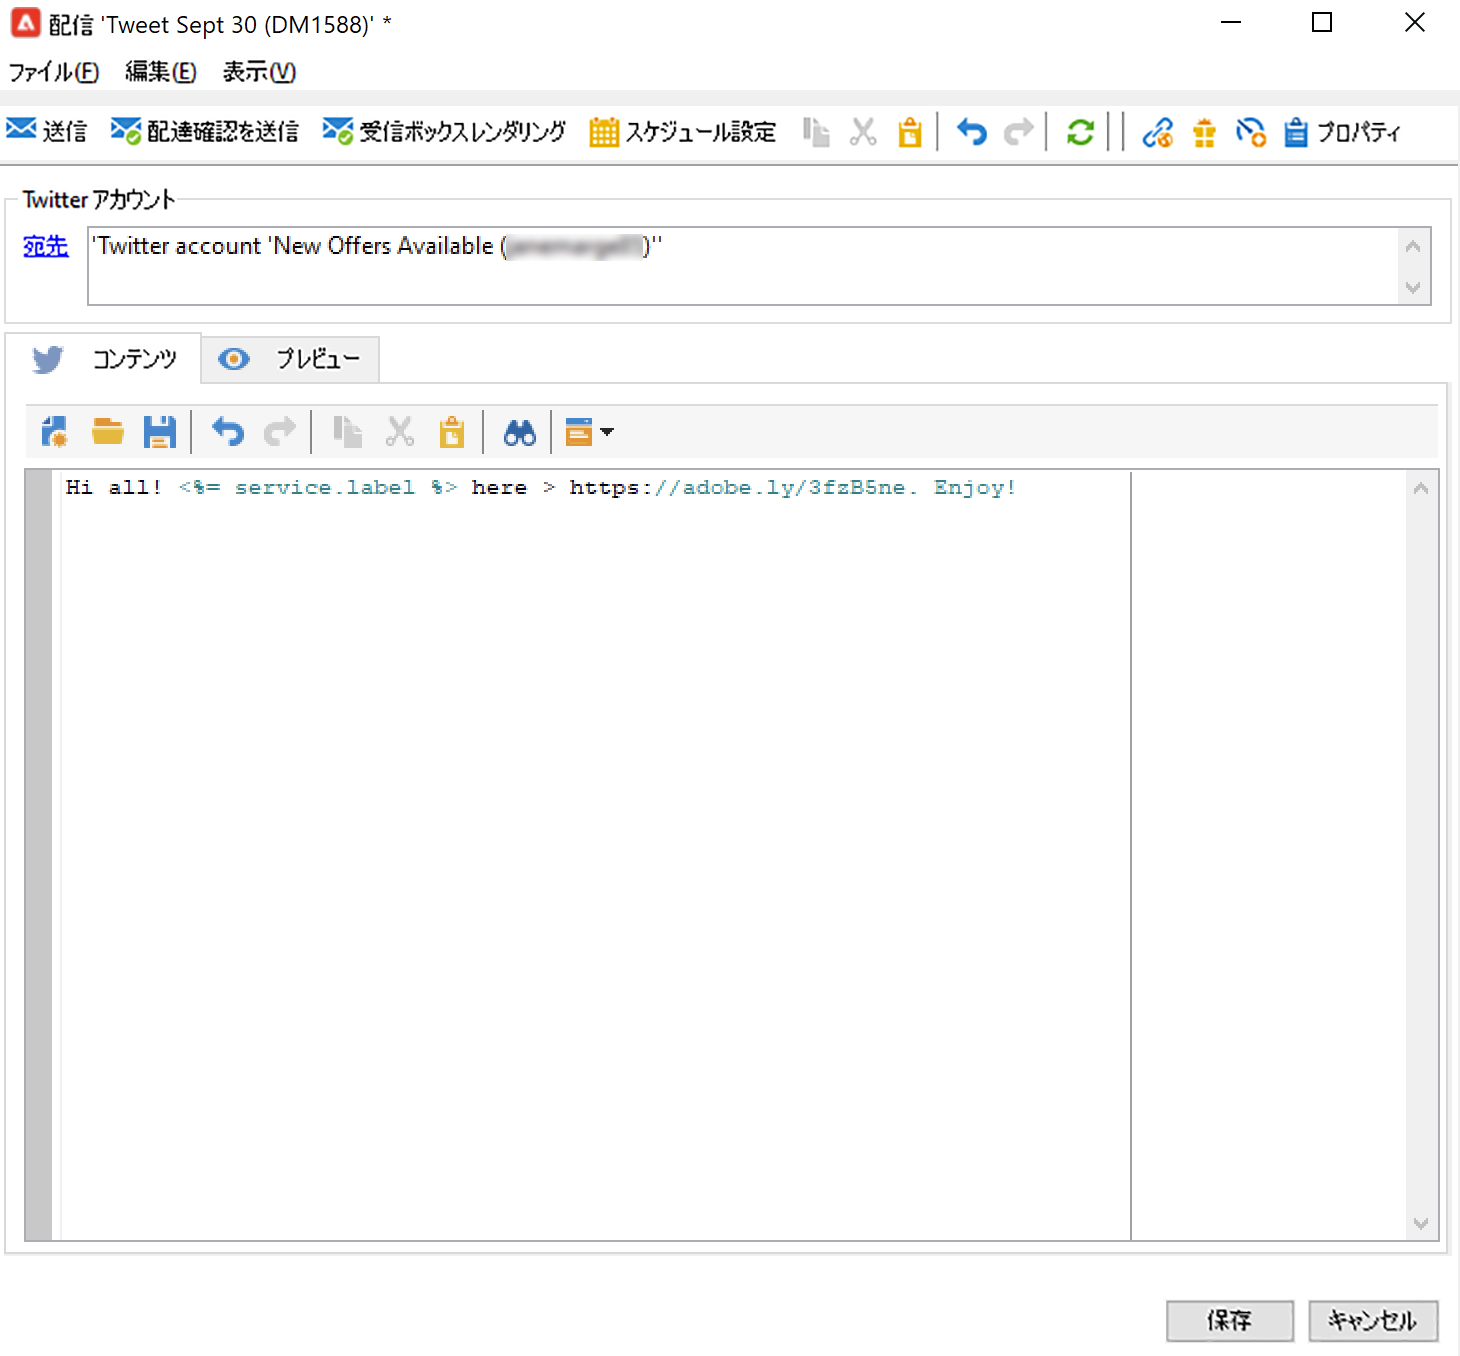 配信 'Tweet Sept 30 (DM1588)' *
ファイル(F) 編集(E) 表示(V)
送信 配達確認を送信 受信ボックスレンダリング スケジュール設定 プロパティ
Twitter アカウント
宛先 'Twitter account 'New Offers Available ()''
コンテンツ プレビュー
Hi all! <%= service.label %> here > https://adobe.ly/3fzB5ne. Enjoy!
保存 キャンセル